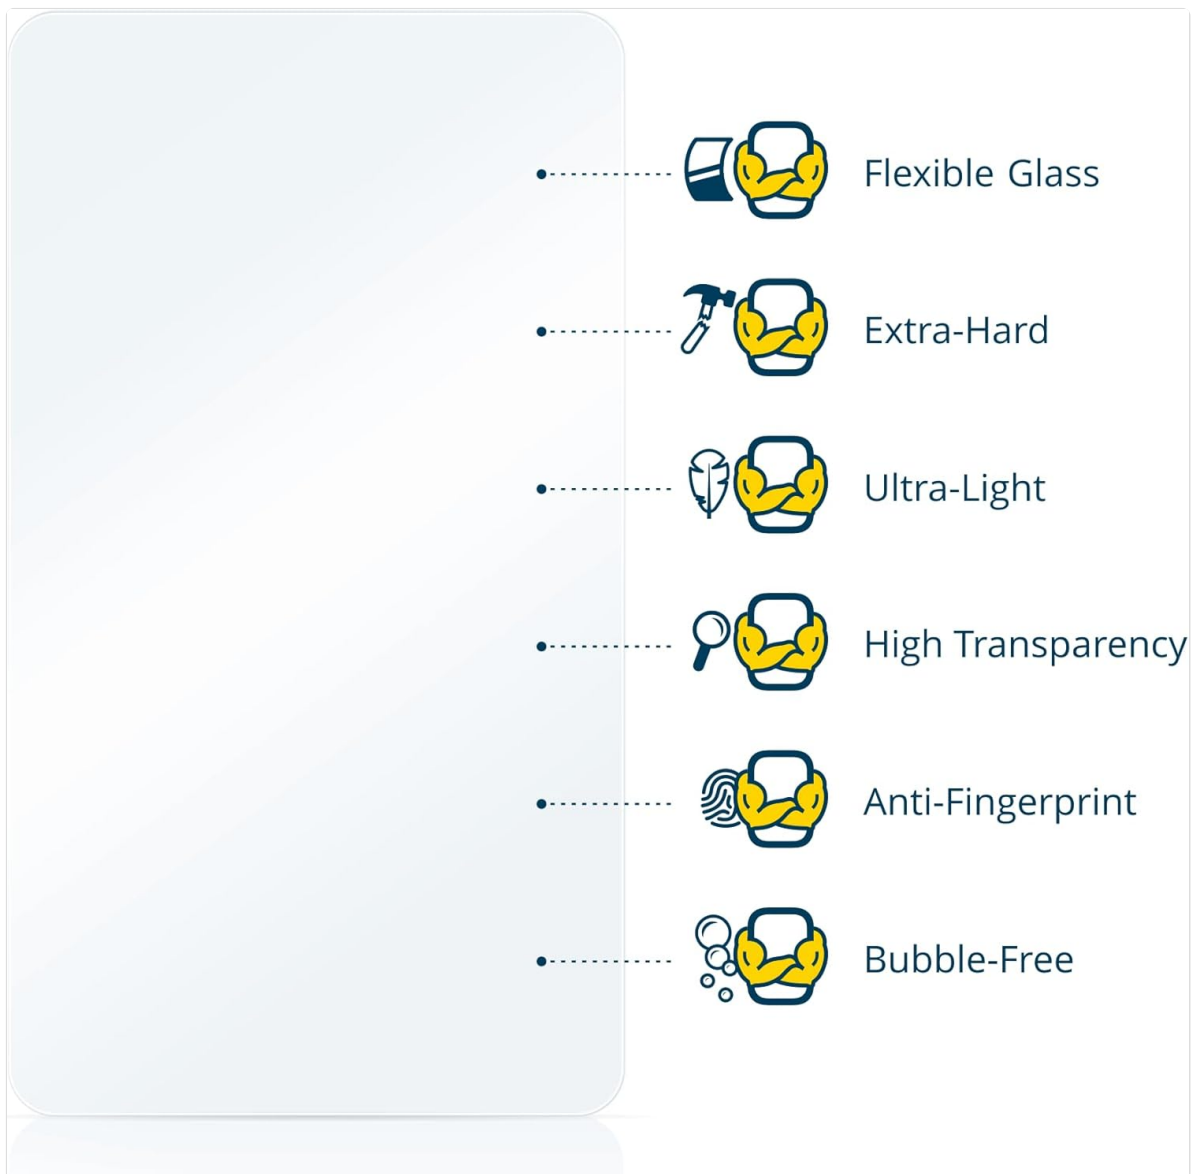 Flexible Glass
Extra-Hard
Ultra-Light
High Transparency
Anti-Fingerprint
Bubble-Free